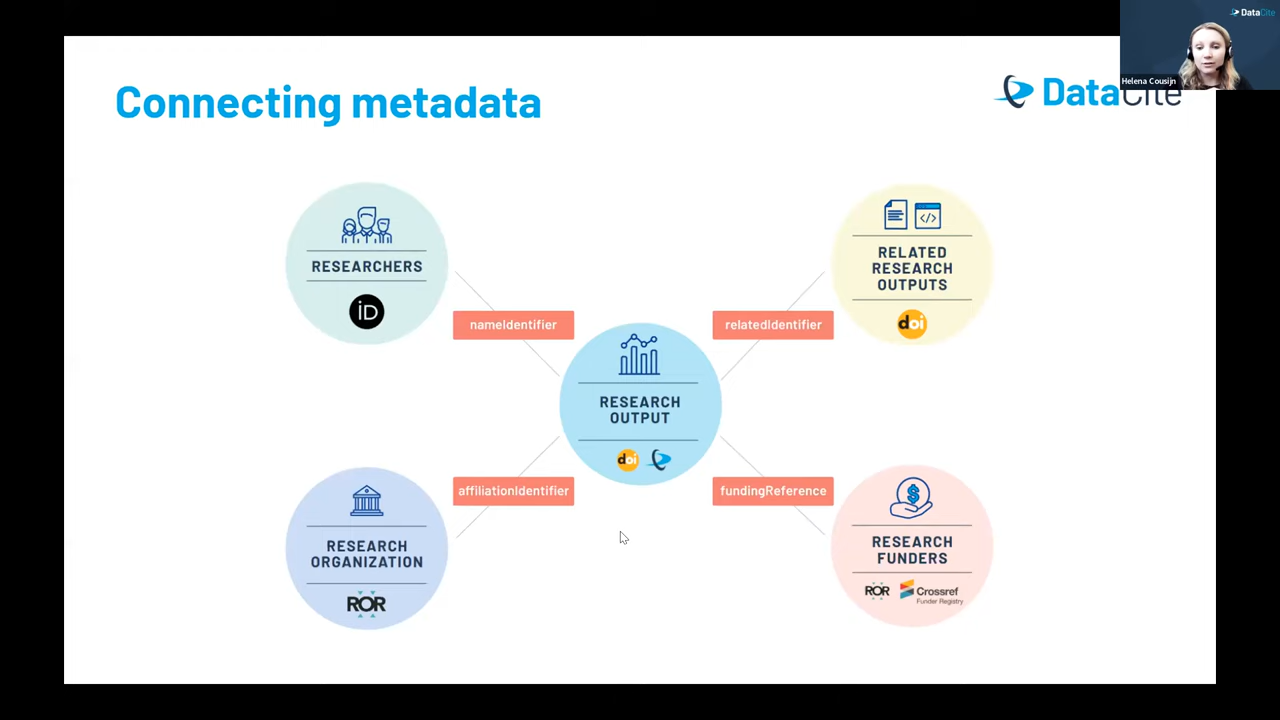 DataCite
Helena Cousijn
Connecting metadata
DataCite
RESEARCHERS
iD
RELATED
RESEARCH
OUTPUTS
doi
nameIdentifier
relatedIdentifier
RESEARCH
OUTPUT
doi
affiliationIdentifier
fundingReference
RESEARCH
ORGANIZATION
ROR
RESEARCH
FUNDERS
ROR
Crossref
Funder Registry